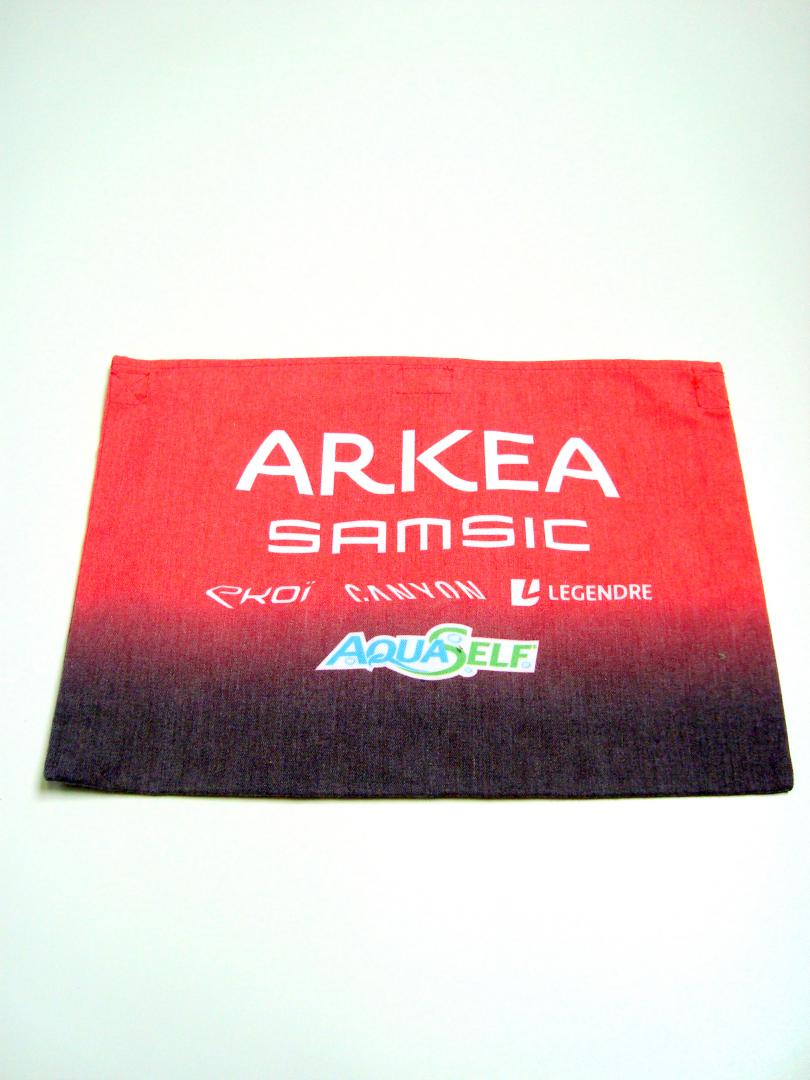 ARKEA
SAMSIC
eKOÏ CANYON LEGENDRE
AQUASELF